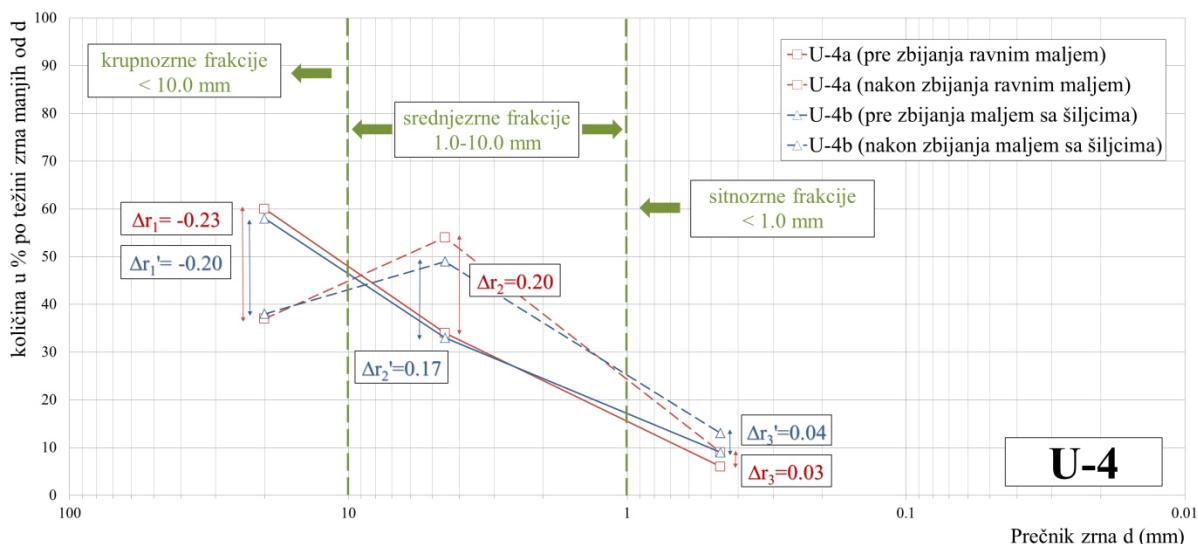 100
90
80
70
60
50
40
30
20
10
0
količina u % po težini zrna manjih od d
krupnozrne frakcije
< 10.0 mm
srednjezrne frakcije
1.0-10.0 mm
sitnozrne frakcije
< 1.0 mm
U-4a (pre zbijanja ravnim maljem)
U-4a (nakon zbijanja ravnim maljem)
U-4b (pre zbijanja maljem sa šiljcima)
U-4b (nakon zbijanja maljem sa šiljcima)
Δr₁= -0.23
Δr₁'= -0.20
Δr₂=0.20
Δr₂'=0.17
Δr₃'=0.04
Δr₃=0.03
U-4
100
10
1
0.1
0.01
Prečnik zrna d (mm)